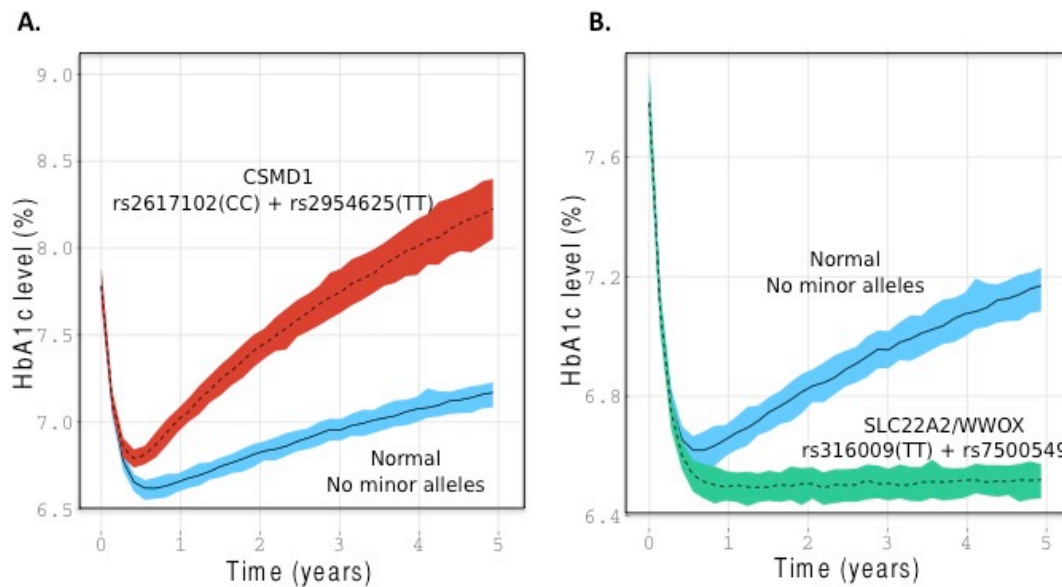 A.
B.
9.0
8.5
8.0
7.5
7.0
6.5
HbA1c level (%)
CSMD1
rs2617102(CC) + rs2954625(TT)
Normal
No minor alleles
0 1 2 3 4 5
Time (years)
7.6
7.2
6.8
6.4
HbA1c level (%)
Normal
No minor alleles
SLC22A2/WWOX
rs316009(TT) + rs7500549
0 1 2 3 4 5
Time (years)